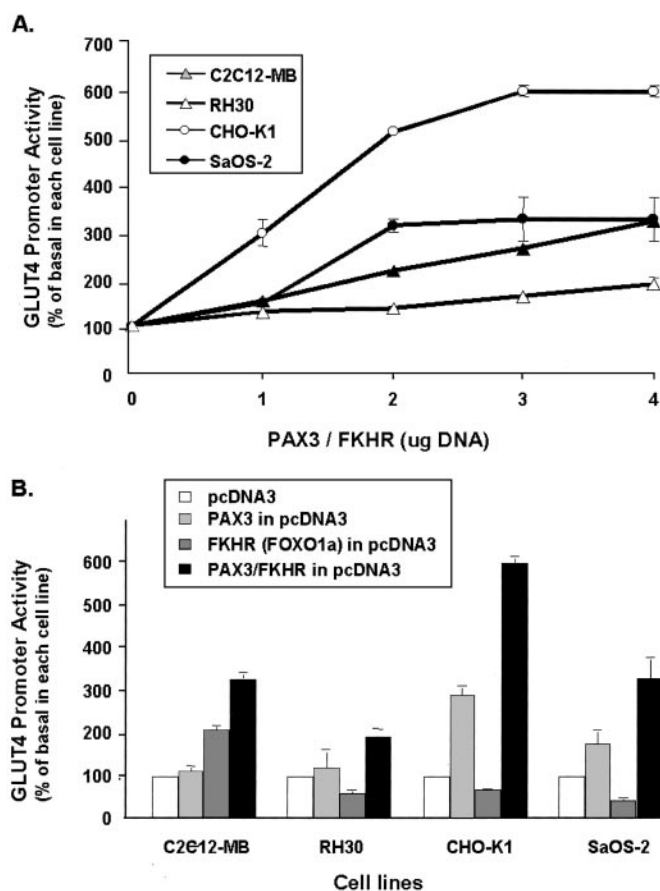 A.
GLUT4 Promoter Activity
(% of basal in each cell line)
700
600
500
400
300
200
100
0
C2C12-MB
RH30
CHO-K1
SaOS-2
0 1 2 3 4
PAX3 / FKHR (ug DNA)
B.
GLUT4 Promoter Activity
(% of basal in each cell line)
600
500
400
300
200
100
0
pcDNA3
PAX3 in pcDNA3
FKHR (FOXO1a) in pcDNA3
PAX3/FKHR in pcDNA3
C2e12-MB RH30 CHO-K1 SaOS-2
Cell lines